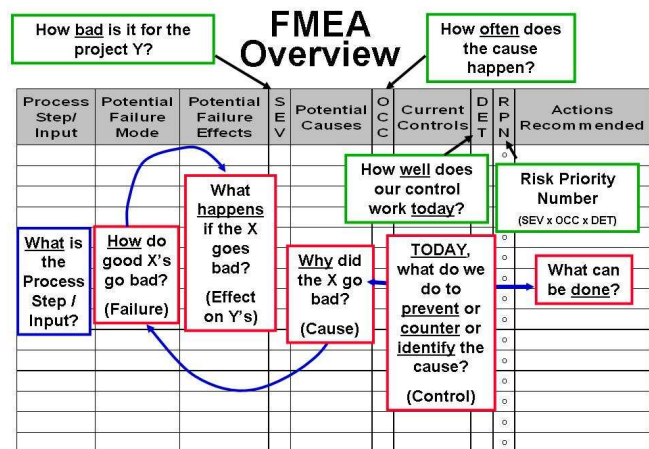 FMEA
Overview
How bad is it for the
project Y?
How often does
the cause
happen?
Process
Step/
Input
Potential
Failure
Mode
Potential
Failure
Effects
S
E
V
Potential
Causes
O
C
C
Current
Controls
D
E
T
R
P
N
Actions
Recommended
How well does
our control
work today?
Risk Priority
Number
(SEV x OCC x DET)
What is
the
Process
Step /
Input?
How do
good X's
go bad?
(Failure)
What
happens
if the X
goes
bad?
(Effect
on Y's)
Why did
the X go
bad?
(Cause)
TODAY,
what do we
do to
prevent or
counter or
identify the
cause?
(Control)
What can
be done?